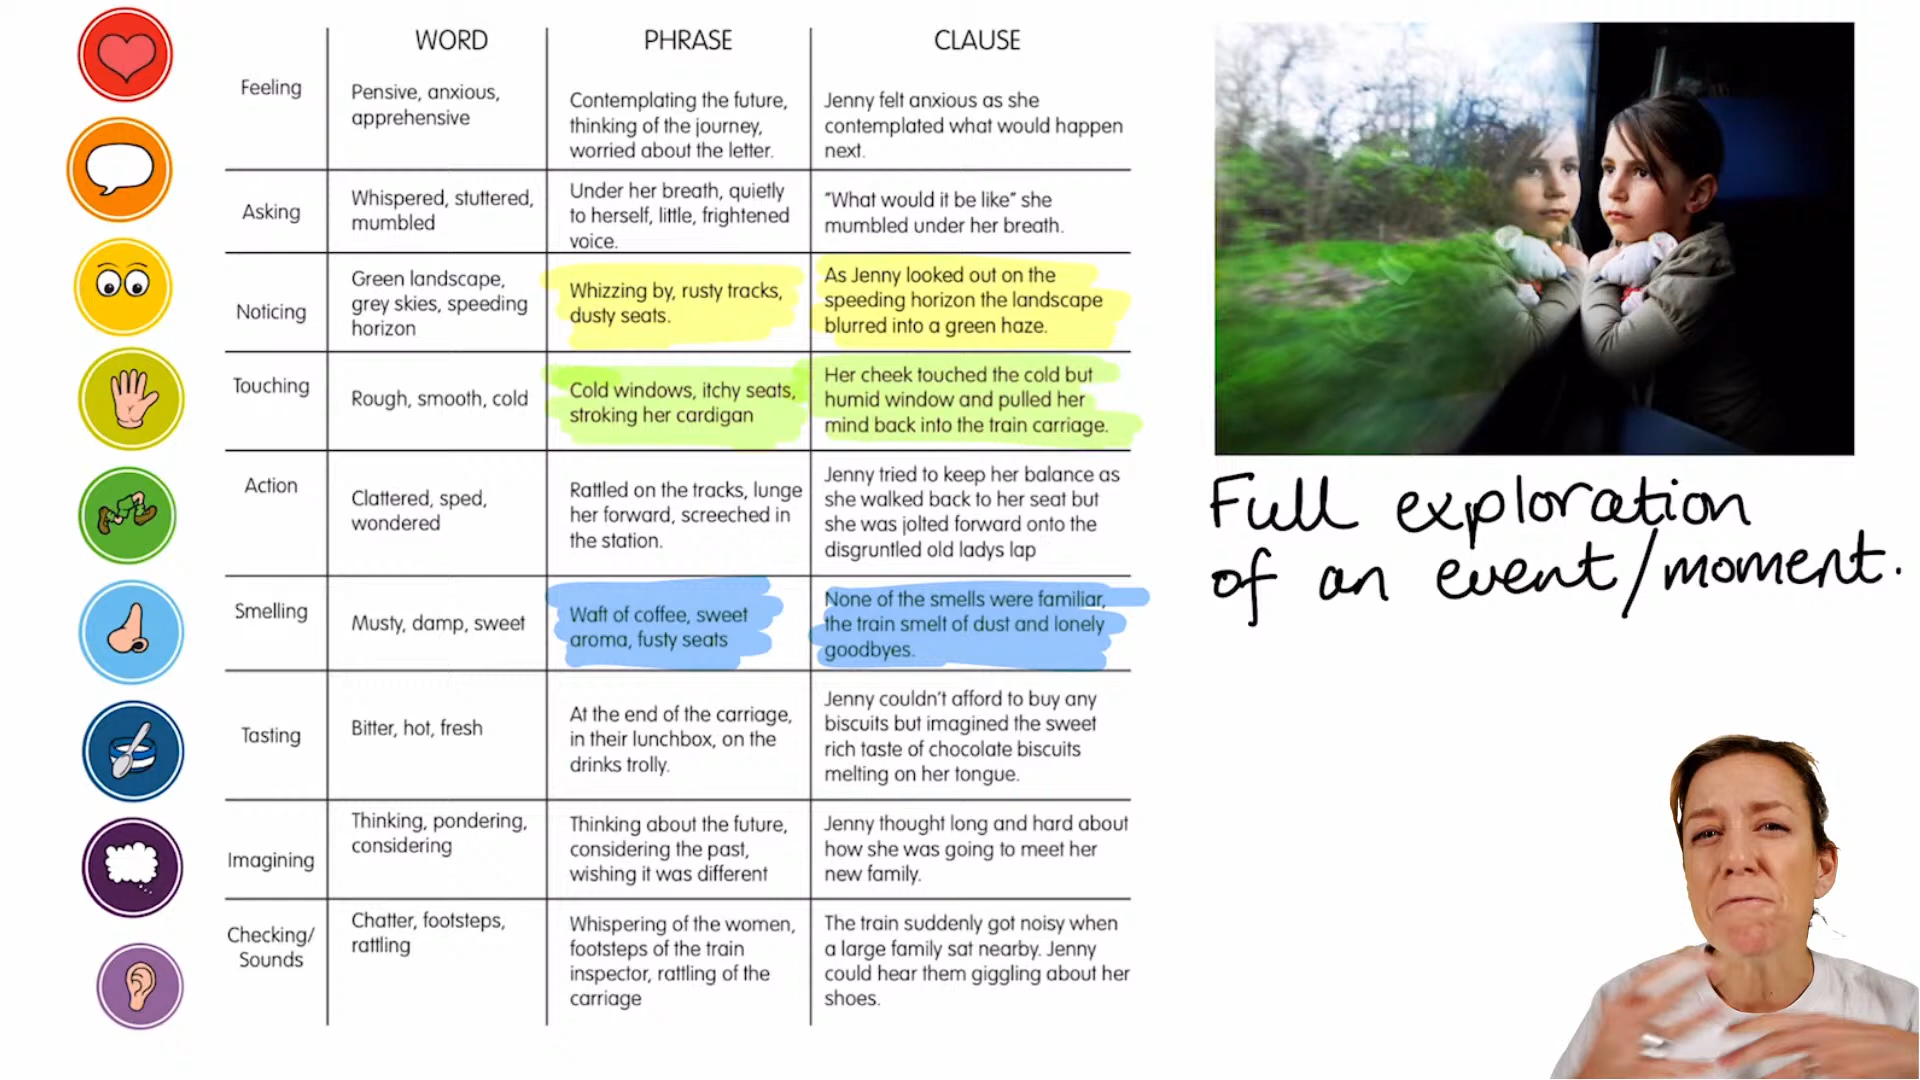 WORD
PHRASE
CLAUSE
Feeling
Pensive, anxious,
apprehensive
Contemplating the future,
thinking of the journey,
worried about the letter.
Jenny felt anxious as she
contemplated what would happen
next.
Asking
Whispered, stuttered,
mumbled
Under her breath, quietly
to herself, little, frightened
voice.
"What would it be like" she
mumbled under her breath.
Noticing
Green landscape,
grey skies, speeding
horizon
Whizzing by, rusty tracks,
dusty seats.
As Jenny looked out on the
speeding horizon the landscape
blurred into a green haze.
Touching
Rough, smooth, cold
Cold windows, itchy seats,
stroking her cardigan
Her cheek touched the cold but
humid window and pulled her
mind back into the train carriage.
Action
Clattered, sped,
wondered
Rattled on the tracks, lunge
her forward, screeched in
the station.
Jenny tried to keep her balance as
she walked back to her seat but
she was jolted forward onto the
disgruntled old ladys lap
Smelling
Musty, damp, sweet
Waft of coffee, sweet
aroma, fusty seats
None of the smells were familiar,
the train smelt of dust and lonely
goodbyes.
Tasting
Bitter, hot, fresh
At the end of the carriage,
in their lunchbox, on the
drinks trolly.
Jenny couldn't afford to buy any
biscuits but imagined the sweet
rich taste of chocolate biscuits
melting on her tongue.
Imagining
Thinking, pondering,
considering
Thinking about the future,
considering the past,
wishing it was different
Jenny thought long and hard about
how she was going to meet her
new family.
Checking/
Sounds
Chatter, footsteps,
rattling
Whispering of the women,
footsteps of the train
inspector, rattling of the
carriage
The train suddenly got noisy when
a large family sat nearby. Jenny
could hear them giggling about her
shoes.
Full exploration
of an event/moment.